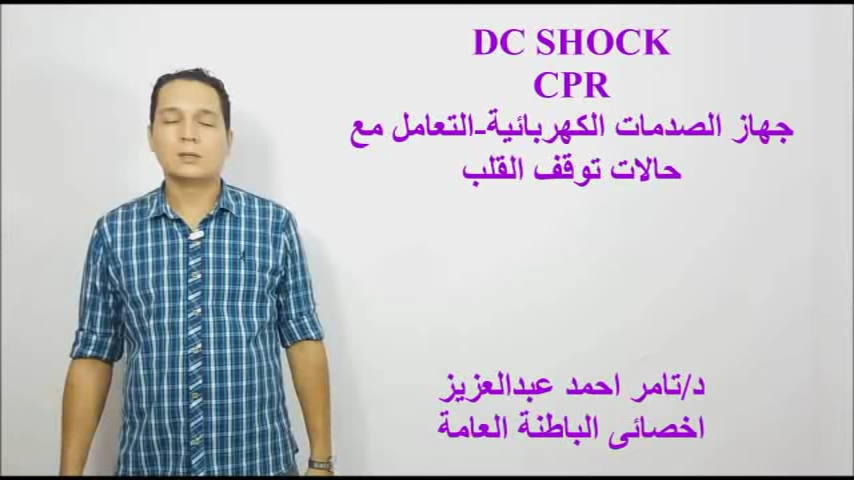 DC SHOCK
CPR
جهاز الصدمات الكهربائية-التعامل مع
حالات توقف القلب
د/تامر احمد عبدالعزيز
اخصائى الباطنة العامة